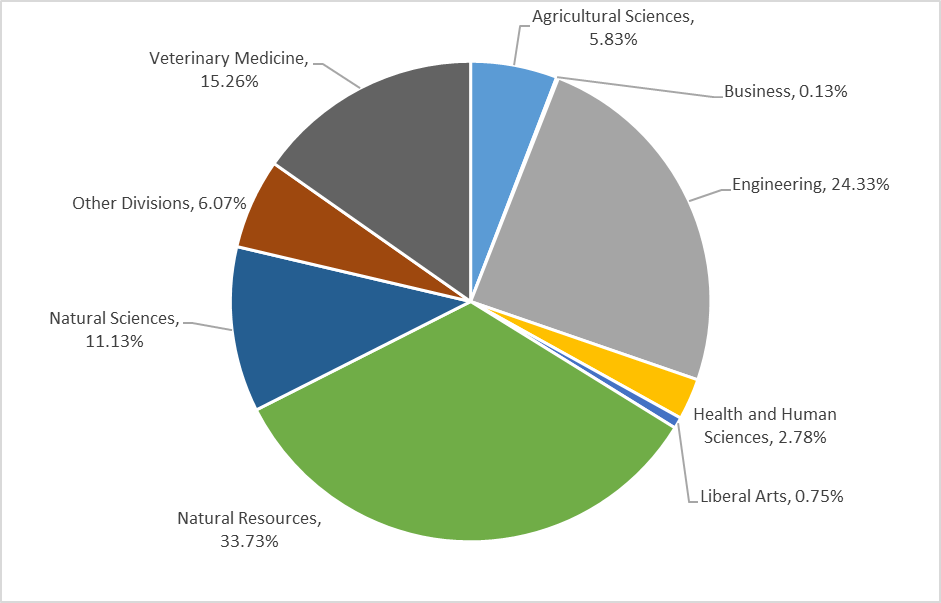 Agricultural Sciences,
5.83%
Veterinary Medicine,
15.26%
Business, 0.13%
Engineering, 24.33%
Other Divisions, 6.07%
Natural Sciences,
11.13%
Health and Human
Sciences, 2.78%
Liberal Arts, 0.75%
Natural Resources,
33.73%